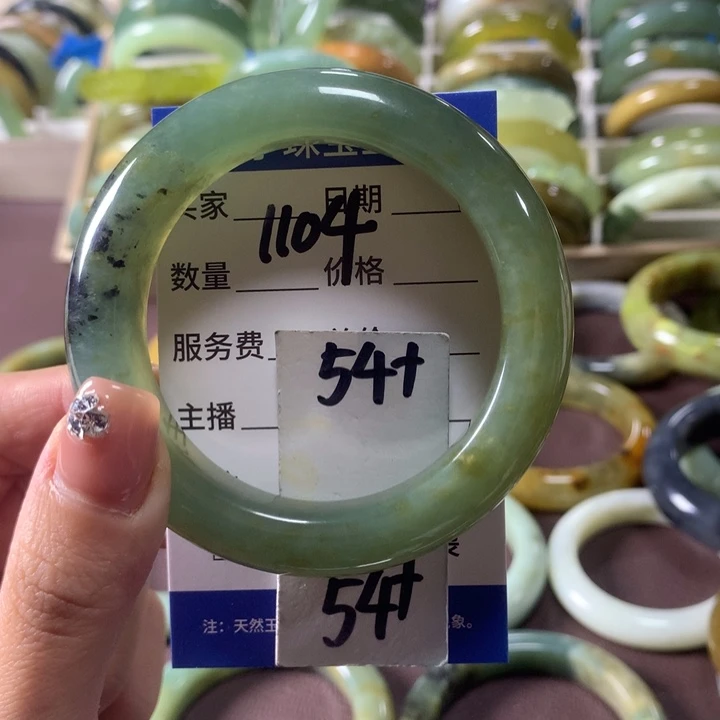 珠宝
卖家 日期
1104
数量 价格
服务费
54+
主播
54+
注：天然玉 象。